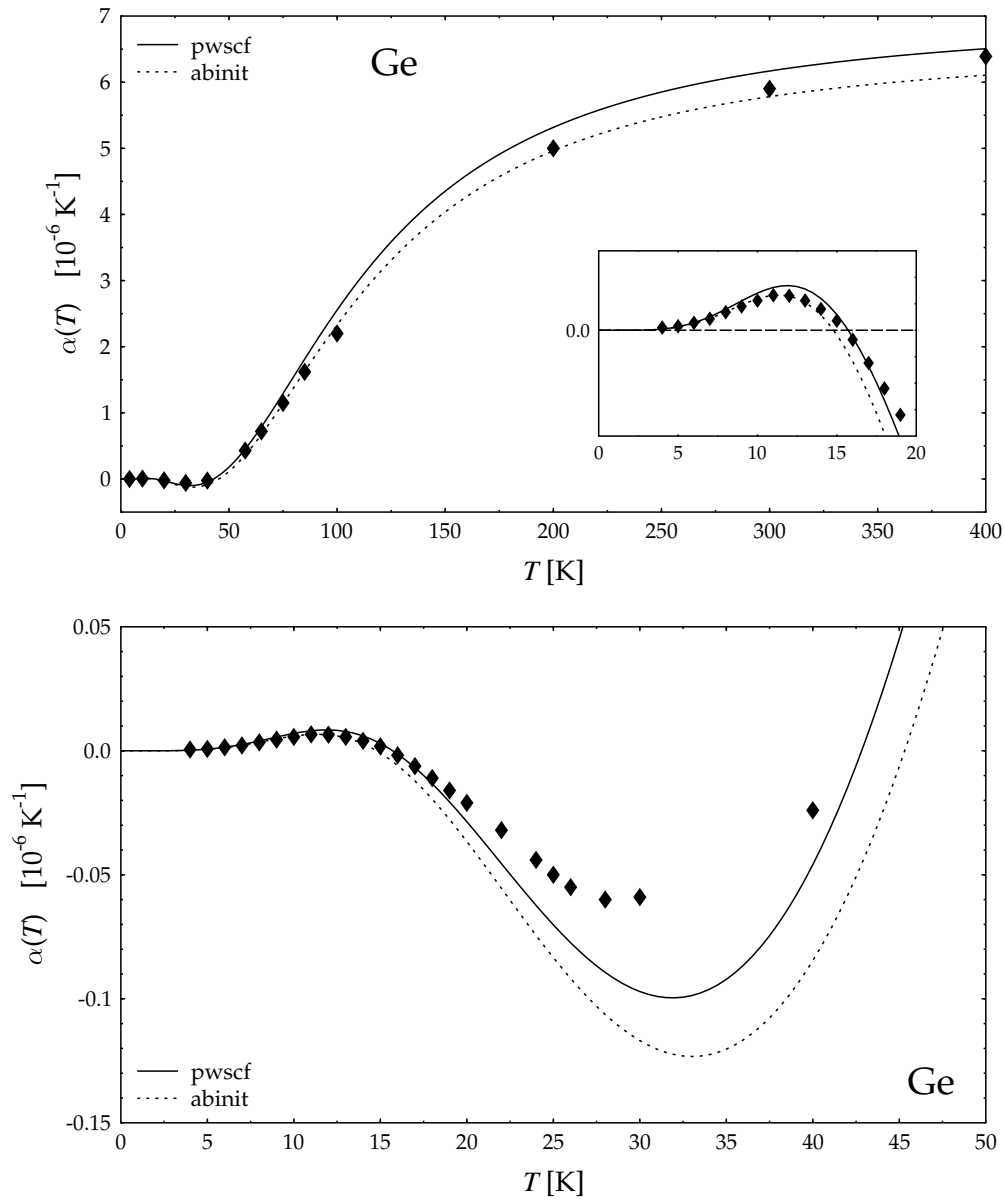 7
pwscf
abinit
Ge
6
5
4
3
2
1
0
α(T) [10⁻⁶ K⁻¹]
0.0
0 5 10 15 20
0 50 100 150 200 250 300 350 400
T [K]
0.05
0.0
-0.05
-0.1
-0.15
α(T) [10⁻⁶ K⁻¹]
pwscf
abinit
Ge
0 5 10 15 20 25 30 35 40 45 50
T [K]